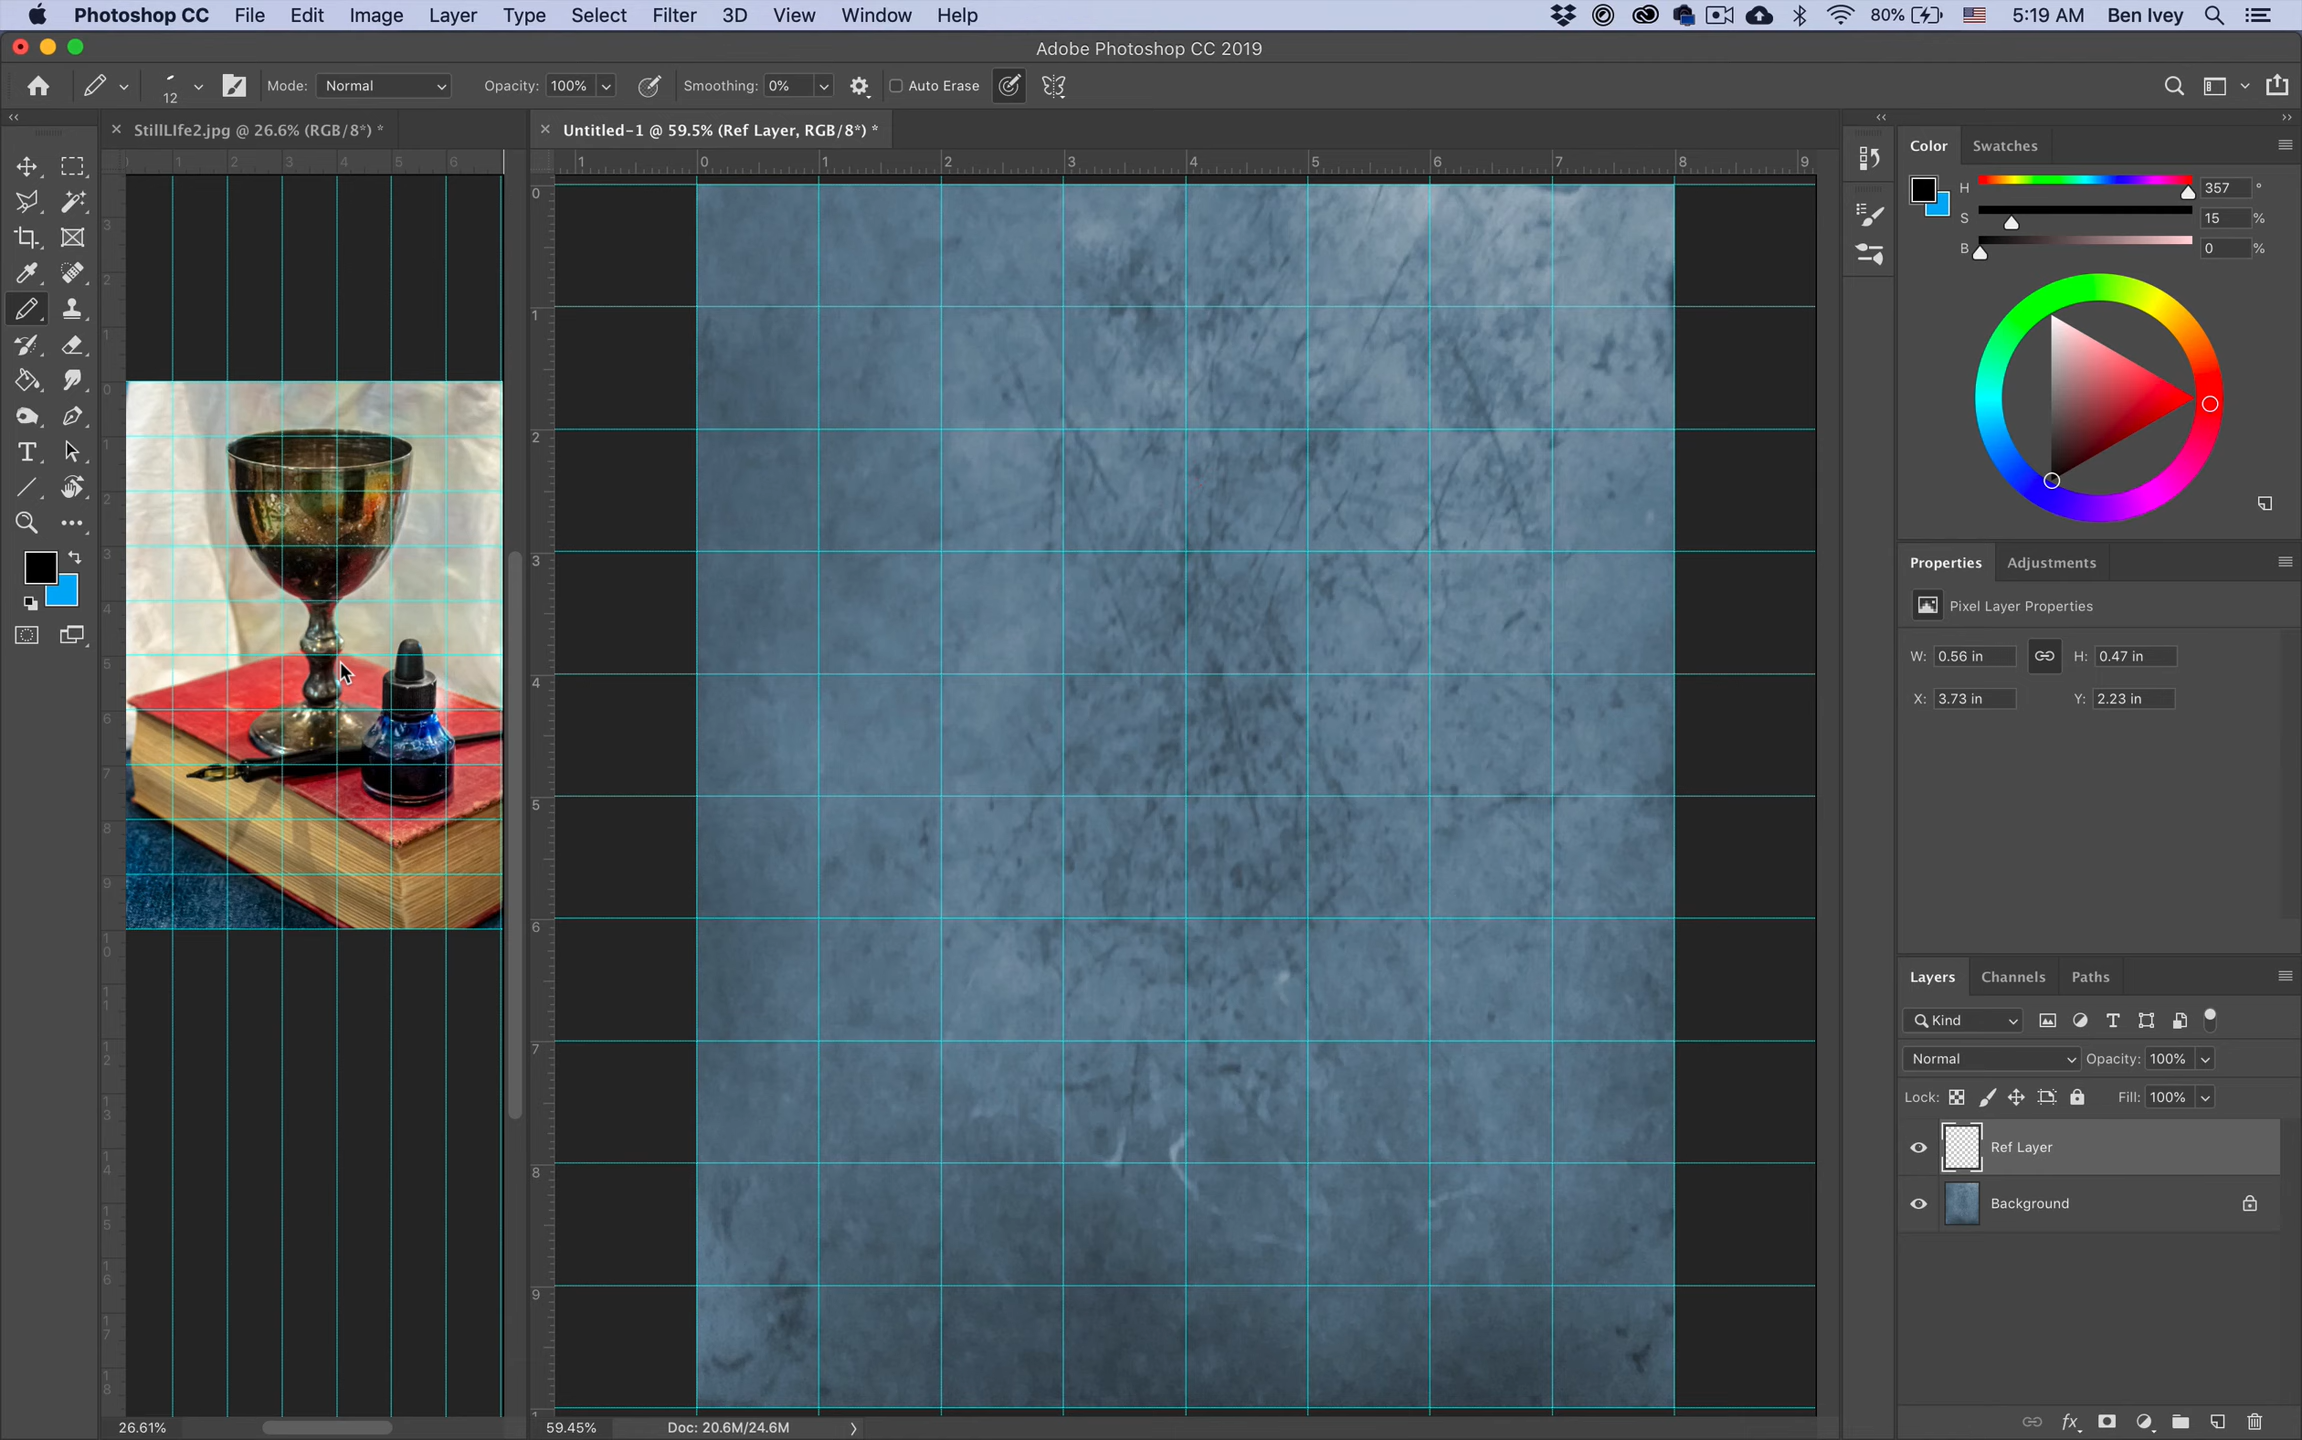 Photoshop CC File Edit Image Layer Type Select Filter 3D View Window Help 80% 5:19 AM Ben Ivey
Adobe Photoshop CC 2019
12 Mode: Normal Opacity: 100% Smoothing: 0% Auto Erase
StillLIfe2.jpg @ 26.6% (RGB/8*) * Untitled-1 @ 59.5% (Ref Layer, RGB/8*) *
Color Swatches
H 357 °
S 15 %
B 0 %
Properties Adjustments
Pixel Layer Properties
W: 0.56 in H: 0.47 in
X: 3.73 in Y: 2.23 in
Layers Channels Paths
Kind
Normal Opacity: 100%
Lock: Fill: 100%
Ref Layer
Background
26.61% 59.45% Doc: 20.6M/24.6M